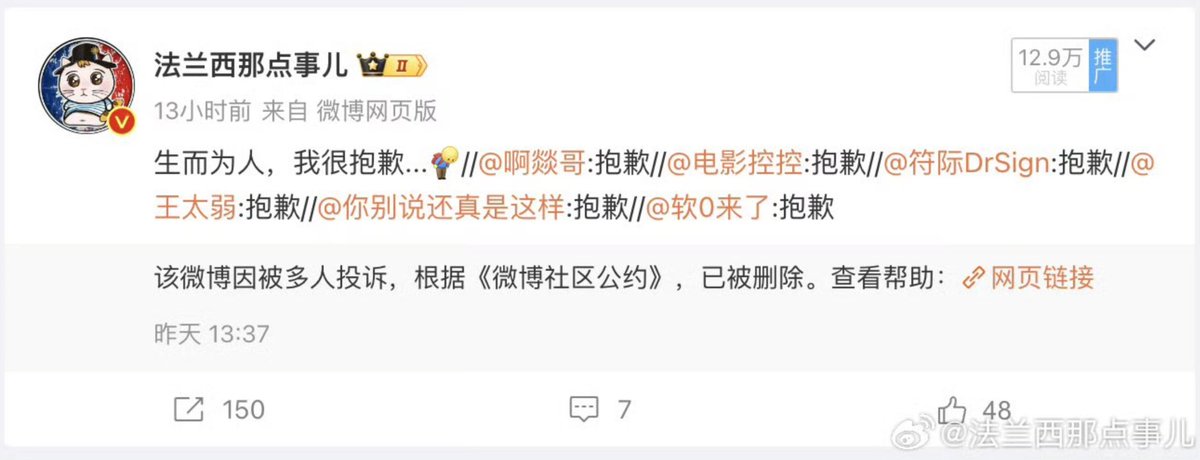 法兰西那点事儿 II
12.9万
阅读
推广
13小时前 来自 微博网页版
生而为人，我很抱歉...//@啊燚哥:抱歉//@电影控控:抱歉//@符际DrSign:抱歉//@
王太弱:抱歉//@你别说还真是这样:抱歉//@软0来了:抱歉
该微博因被多人投诉，根据《微博社区公约》，已被删除。查看帮助：网页链接
昨天 13:37
150
7
48
@法兰西那点事儿